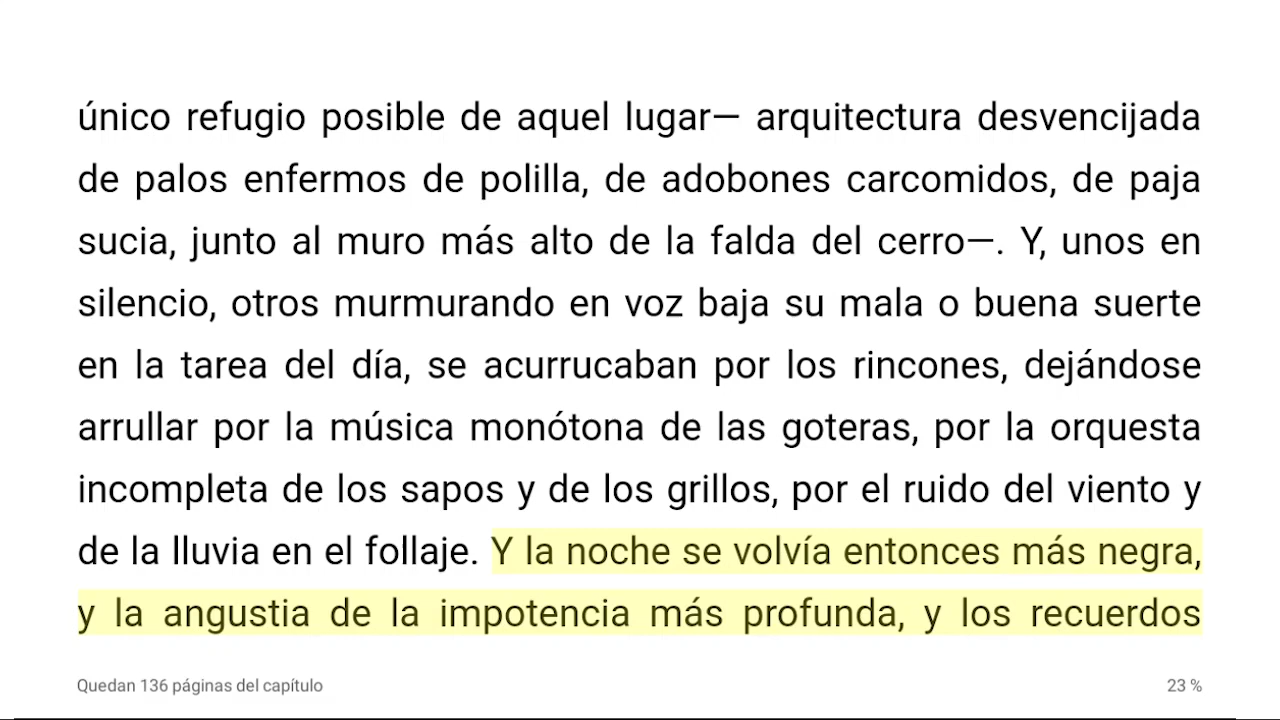 único refugio posible de aquel lugar— arquitectura desvencijada
de palos enfermos de polilla, de adobones carcomidos, de paja
sucia, junto al muro más alto de la falda del cerro—. Y, unos en
silencio, otros murmurando en voz baja su mala o buena suerte
en la tarea del día, se acurrucaban por los rincones, dejándose
arrullar por la música monótona de las goteras, por la orquesta
incompleta de los sapos y de los grillos, por el ruido del viento y
de la lluvia en el follaje. Y la noche se volvía entonces más negra,
y la angustia de la impotencia más profunda, y los recuerdos
Quedan 136 páginas del capítulo
23 %